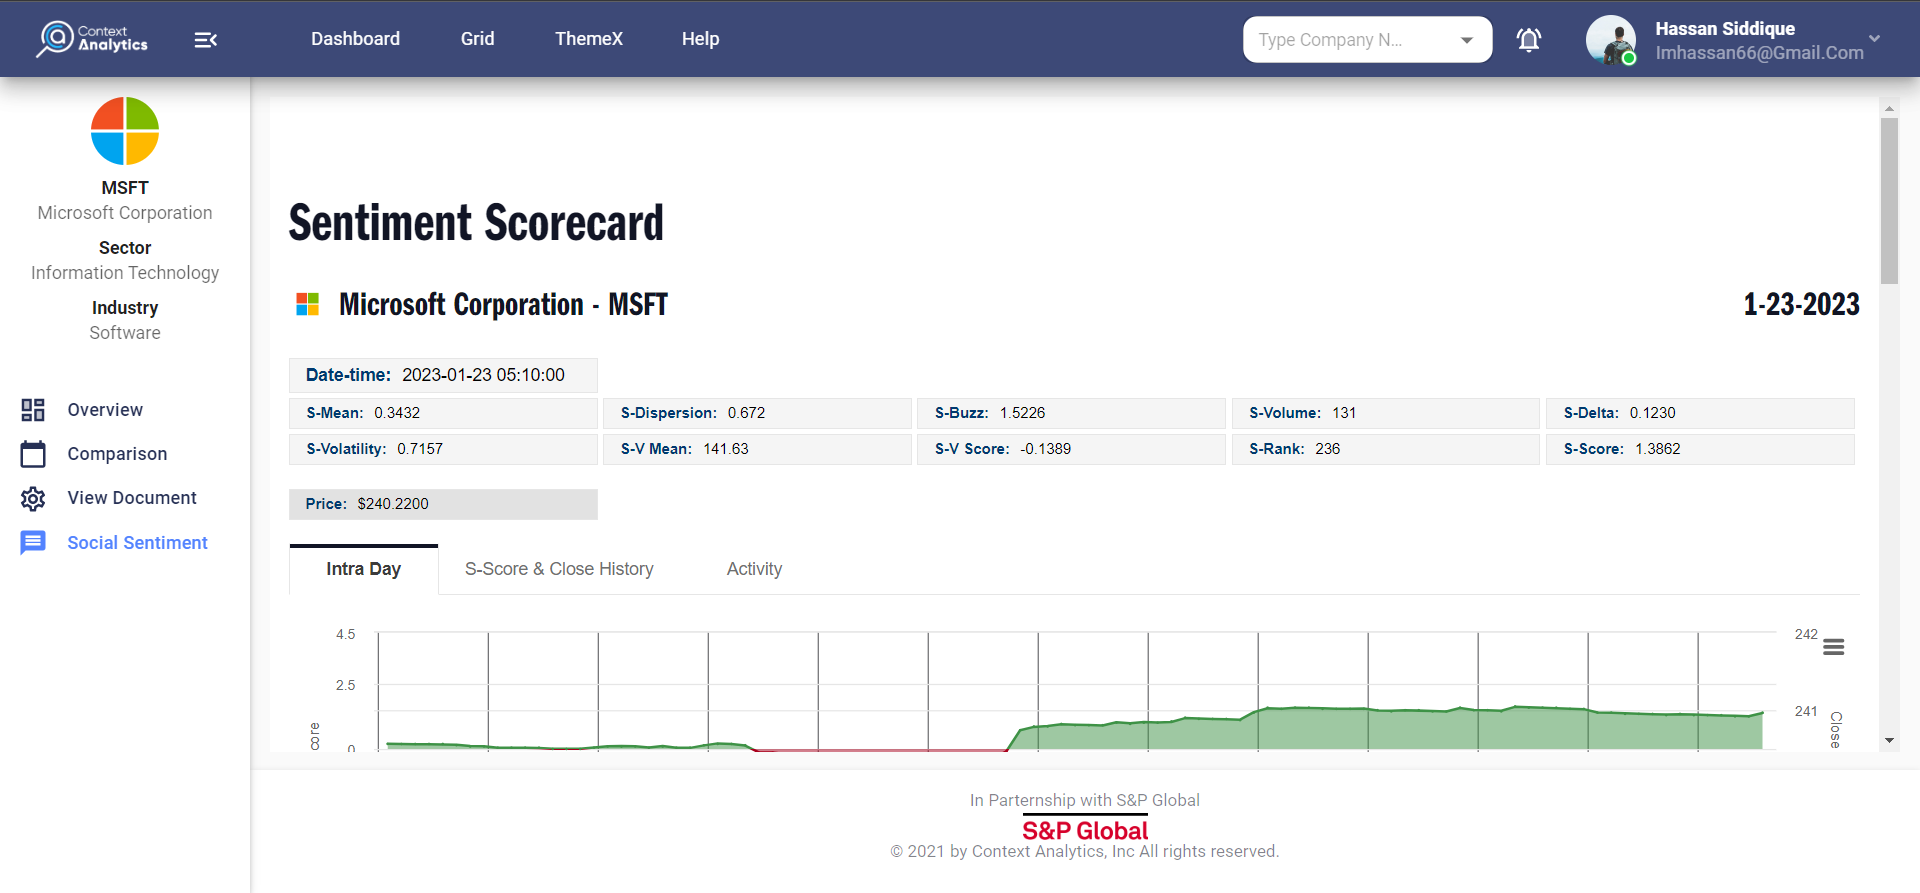 Context
Analytics
Dashboard
Grid
ThemeX
Help
Type Company N...
Hassan Siddique
Imhassan66@Gmail.Com
MSFT
Microsoft Corporation
Sector
Information Technology
Industry
Software
Overview
Comparison
View Document
Social Sentiment
Sentiment Scorecard
Microsoft Corporation - MSFT
1-23-2023
Date-time: 2023-01-23 05:10:00
S-Mean: 0.3432
S-Dispersion: 0.672
S-Buzz: 1.5226
S-Volume: 131
S-Delta: 0.1230
S-Volatility: 0.7157
S-V Mean: 141.63
S-V Score: -0.1389
S-Rank: 236
S-Score: 1.3862
Price: $240.2200
Intra Day
S-Score & Close History
Activity
4.5
2.5
0
core
242
241
Close
In Parternship with S&P Global
S&P Global
© 2021 by Context Analytics, Inc All rights reserved.